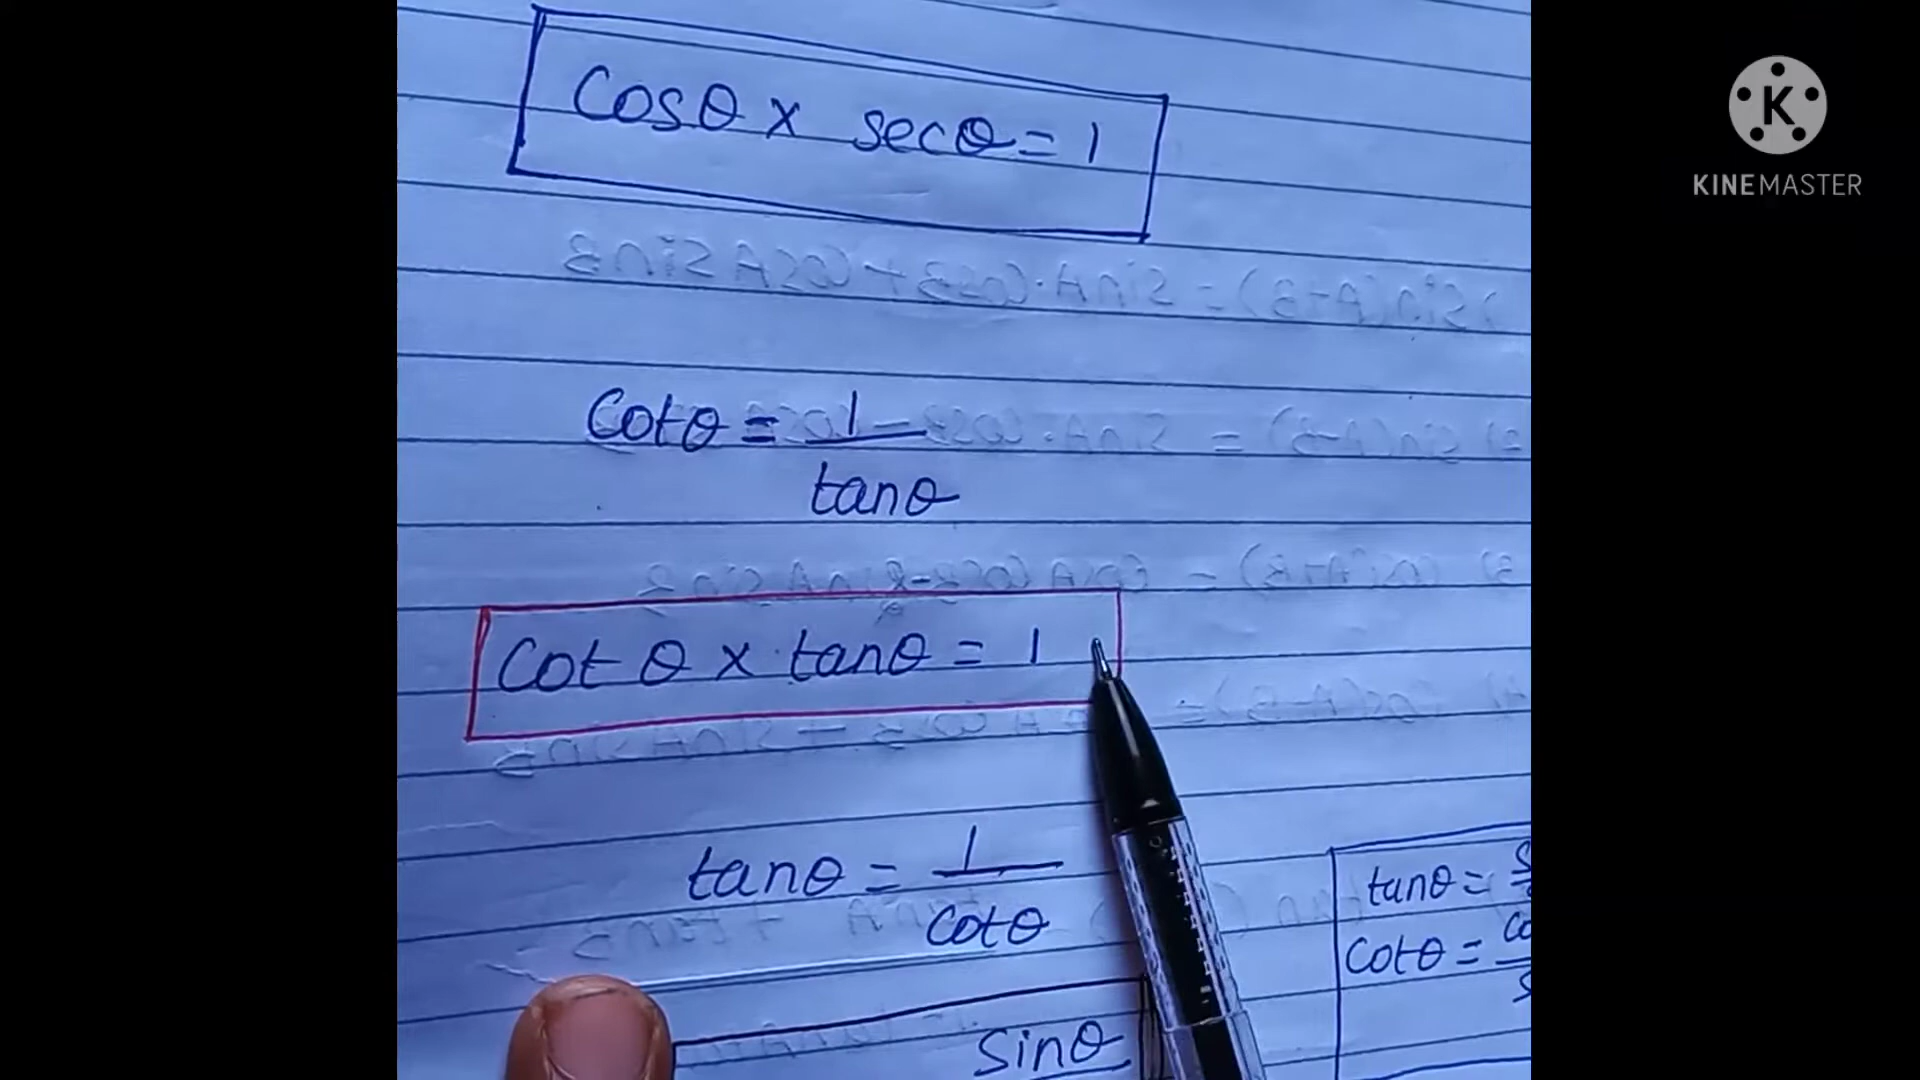 Cosθ x secθ = 1
Cotθ = 1/tanθ
Cot θ x tanθ = 1
tanθ = 1/Cotθ
tanθ =
Cotθ =
sinθ
K
KINEMASTER